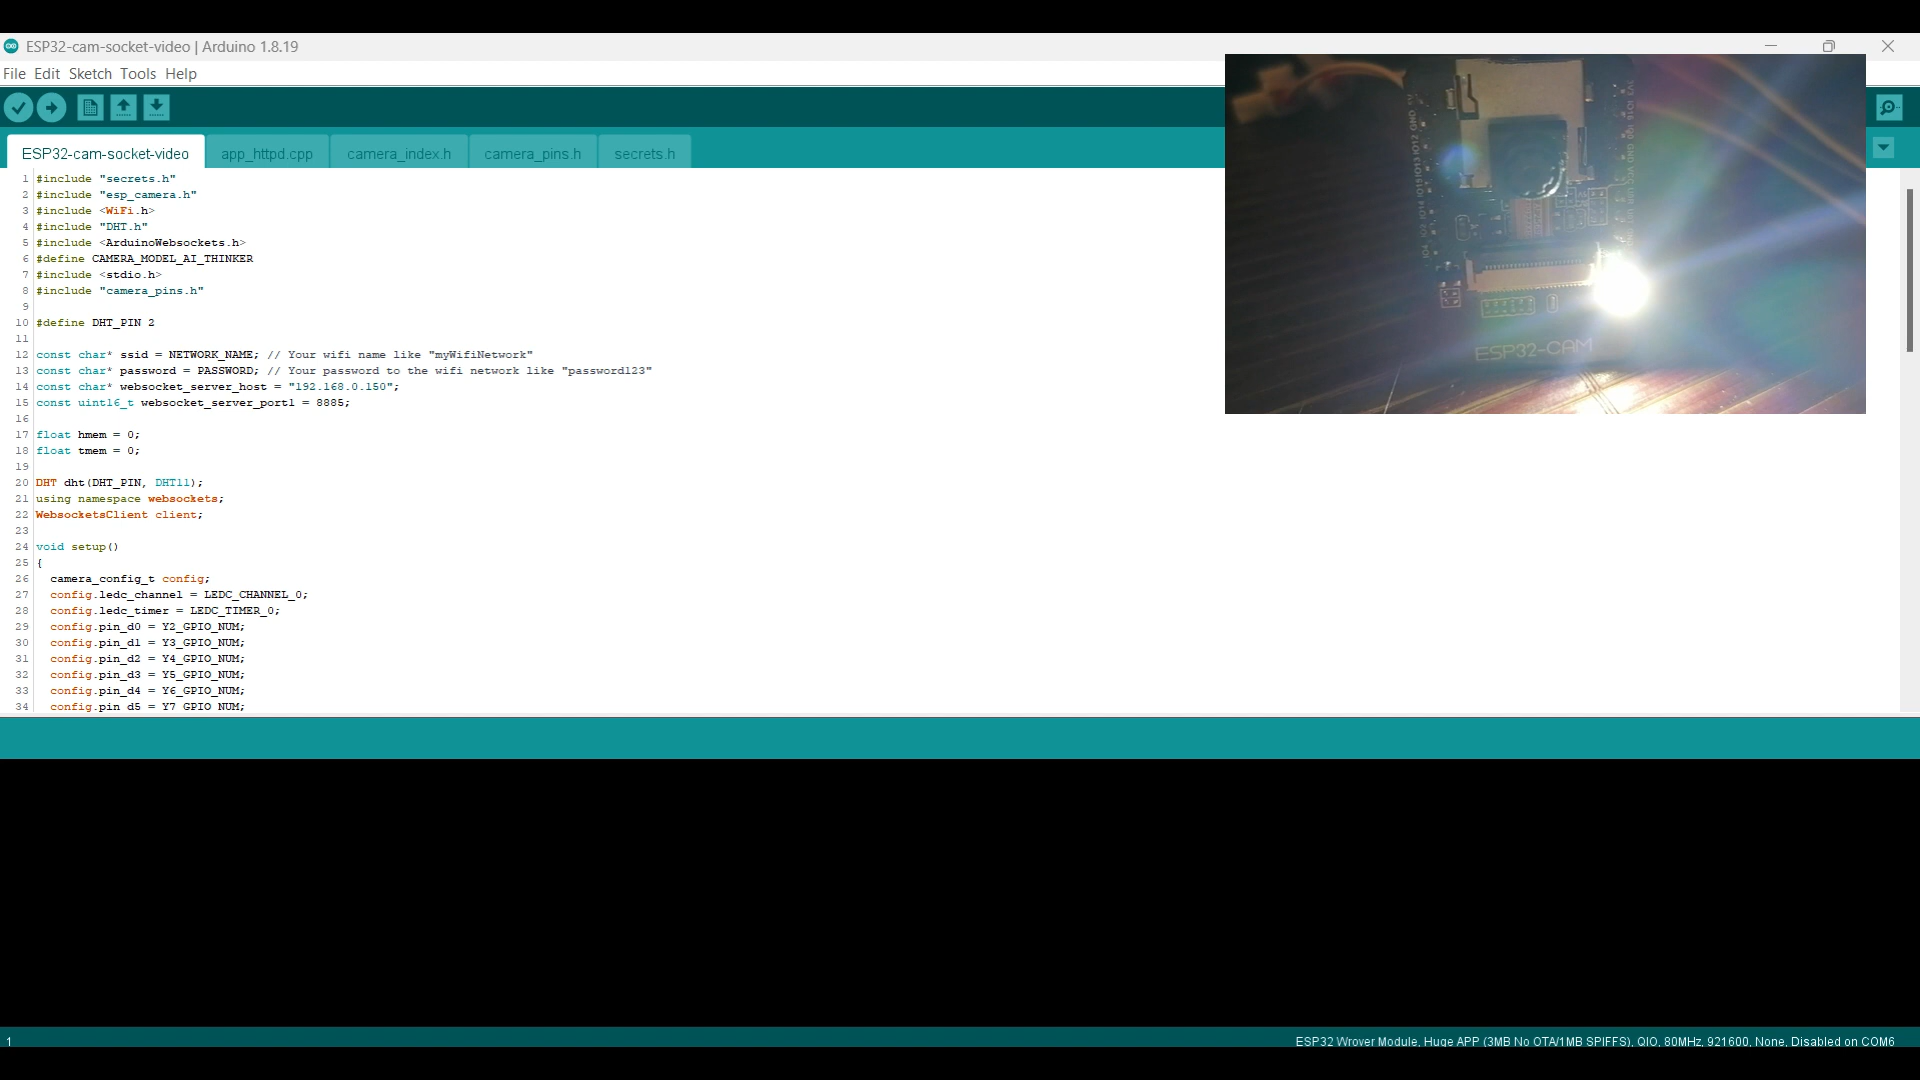 ESP32-cam-socket-video | Arduino 1.8.19
File Edit Sketch Tools Help
ESP32-cam-socket-video app_httpd.cpp camera_index.h camera_pins.h secrets.h
1 #include "secrets.h"
2 #include "esp_camera.h"
3 #include <WiFi.h>
4 #include "DHT.h"
5 #include <ArduinoWebsockets.h>
6 #define CAMERA_MODEL_AI_THINKER
7 #include <stdio.h>
8 #include "camera_pins.h"
9
10 #define DHT_PIN 2
11
12 const char* ssid = NETWORK_NAME; // Your wifi name like "myWifiNetwork"
13 const char* password = PASSWORD; // Your password to the wifi network like "password123"
14 const char* websocket_server_host = "192.168.0.150";
15 const uint16_t websocket_server_port1 = 8885;
16
17 float hmem = 0;
18 float tmem = 0;
19
20 DHT dht(DHT_PIN, DHT11);
21 using namespace websockets;
22 WebsocketsClient client;
23
24 void setup()
25 {
26 camera_config_t config;
27 config.ledc_channel = LEDC_CHANNEL_0;
28 config.ledc_timer = LEDC_TIMER_0;
29 config.pin_d0 = Y2_GPIO_NUM;
30 config.pin_d1 = Y3_GPIO_NUM;
31 config.pin_d2 = Y4_GPIO_NUM;
32 config.pin_d3 = Y5_GPIO_NUM;
33 config.pin_d4 = Y6_GPIO_NUM;
34 config.pin_d5 = Y7_GPIO_NUM;
ESP32-CAM
1
ESP32 Wrover Module, Huge APP (3MB No OTA/1MB SPIFFS), QIO, 80MHz, 921600, None, Disabled on COM6